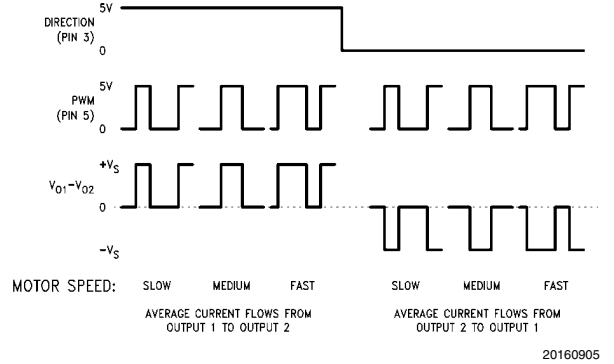 5V
DIRECTION
(PIN 3)
0
5V
PWM
(PIN 5)
0
+VS
VO1-VO2
0
-VS
MOTOR SPEED: SLOW MEDIUM FAST SLOW MEDIUM FAST
AVERAGE CURRENT FLOWS FROM
OUTPUT 1 TO OUTPUT 2
AVERAGE CURRENT FLOWS FROM
OUTPUT 2 TO OUTPUT 1
20160905